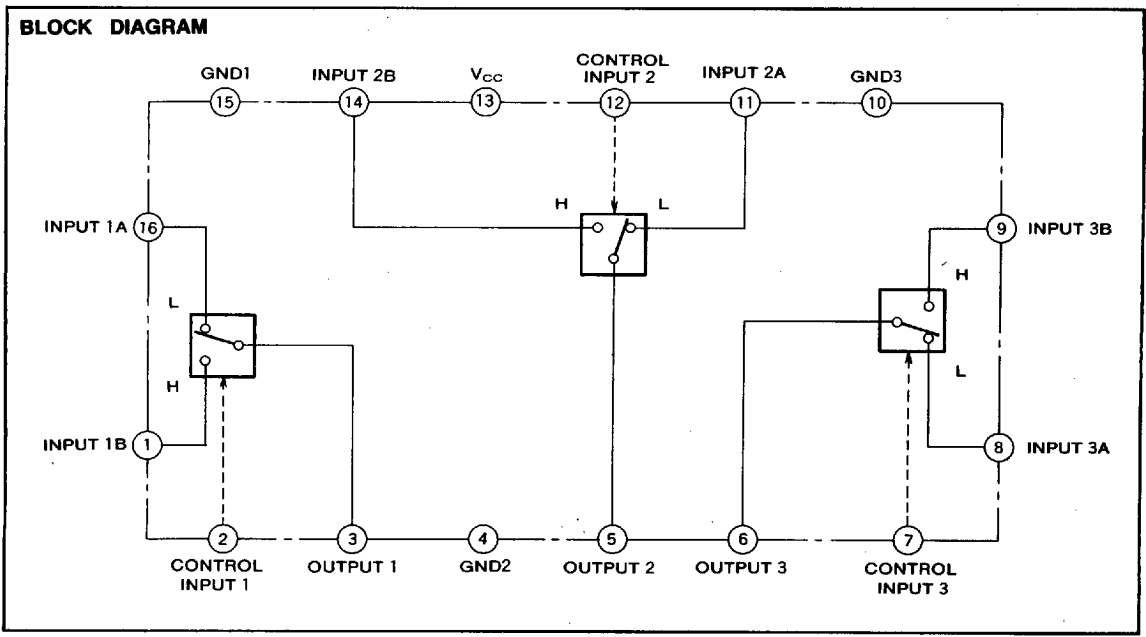 BLOCK DIAGRAM
GND1
INPUT 2B
VCC
CONTROL
INPUT 2
INPUT 2A
GND3
15
14
13
12
11
10
H
L
INPUT 1A
16
9
INPUT 3B
L
H
H
L
INPUT 1B
1
8
INPUT 3A
2
3
4
5
6
7
CONTROL
INPUT 1
OUTPUT 1
GND2
OUTPUT 2
OUTPUT 3
CONTROL
INPUT 3